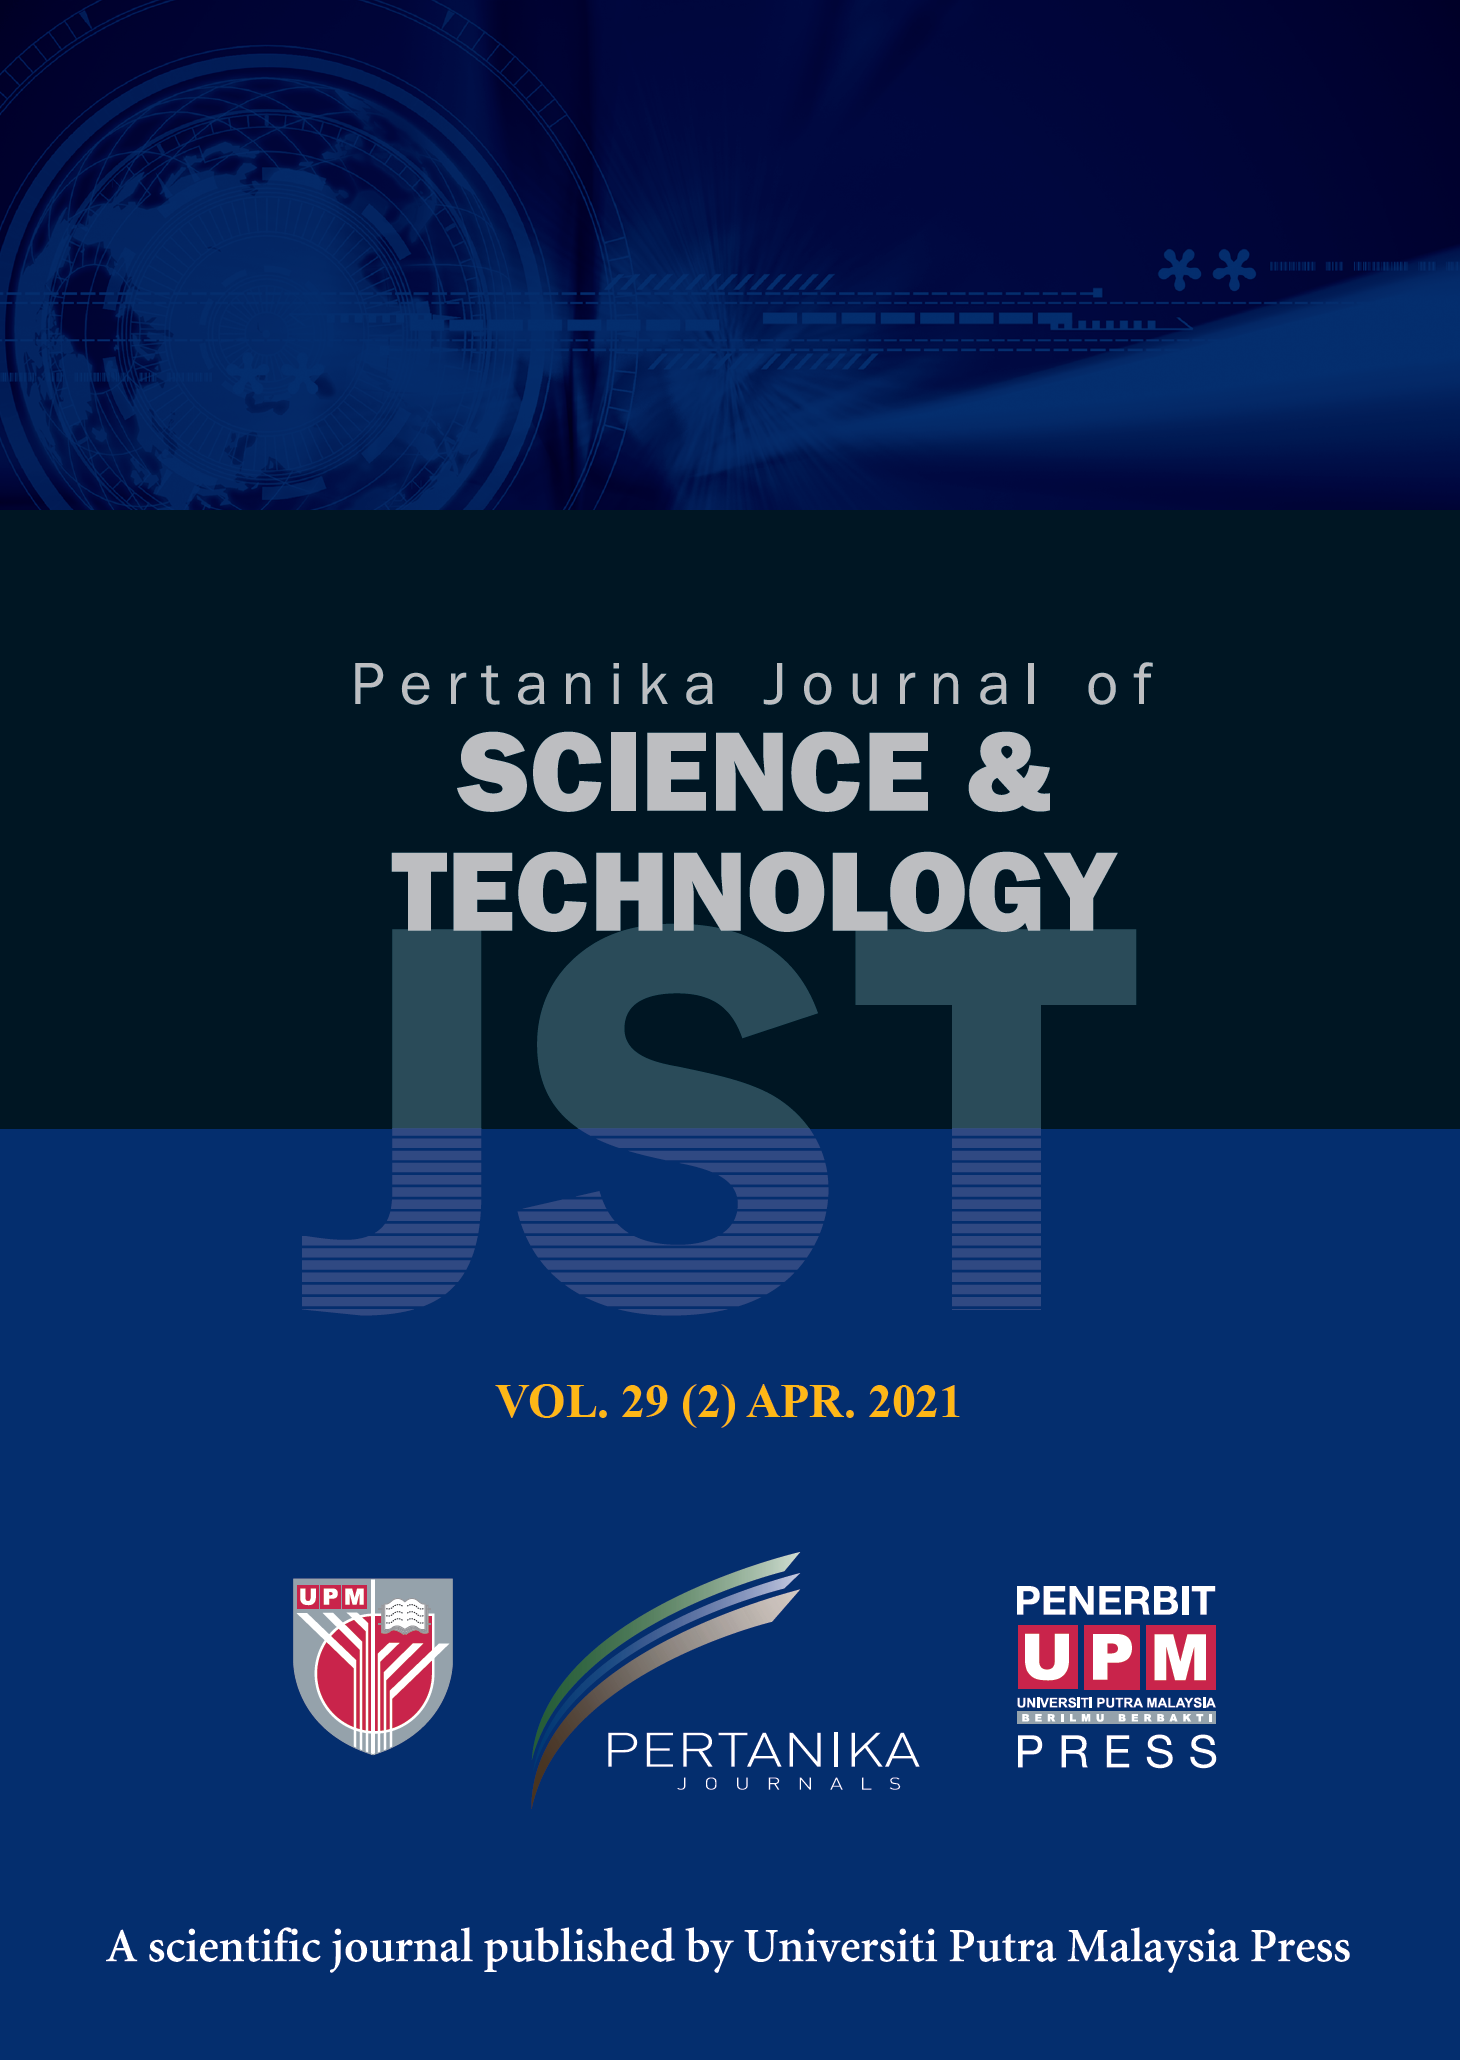 Pertanika Journal of
SCIENCE &
TECHNOLOGY
JST
VOL. 29 (2) APR. 2021
UPM
PERTANIKA
JOURNALS
PENERBIT
UPM
UNIVERSITI PUTRA MALAYSIA
BERILMU BERBAKTI
PRESS
A scientific journal published by Universiti Putra Malaysia Press